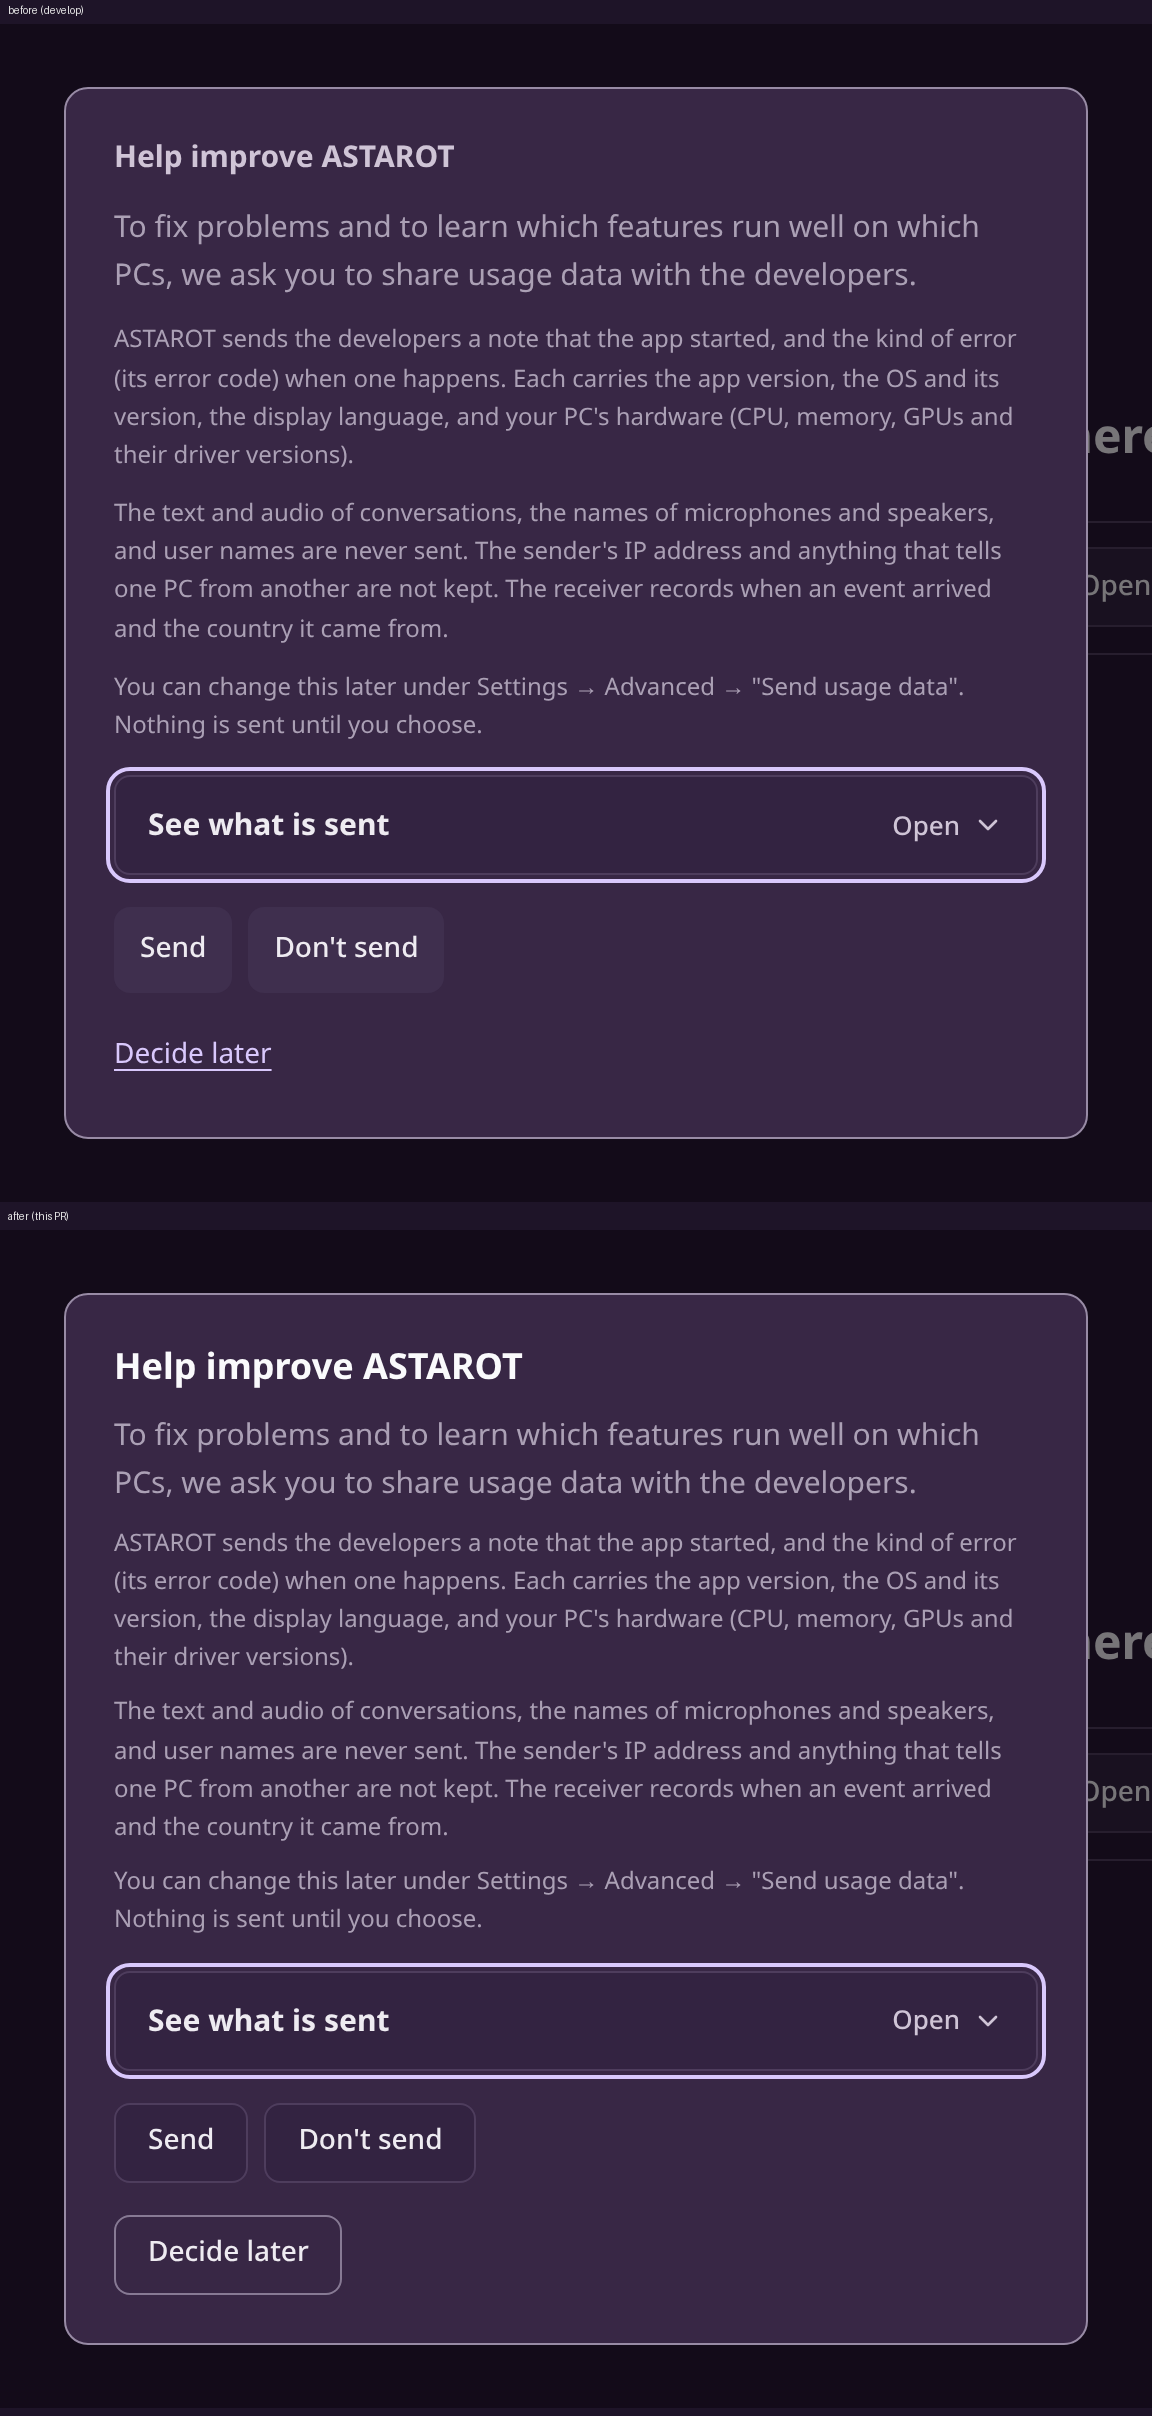 before (develop)
Help improve ASTAROT
To fix problems and to learn which features run well on which
PCs, we ask you to share usage data with the developers.
ASTAROT sends the developers a note that the app started, and the kind of error
(its error code) when one happens. Each carries the app version, the OS and its
version, the display language, and your PC's hardware (CPU, memory, GPUs and
their driver versions).
The text and audio of conversations, the names of microphones and speakers,
and user names are never sent. The sender's IP address and anything that tells
one PC from another are not kept. The receiver records when an event arrived
and the country it came from.
You can change this later under Settings → Advanced → "Send usage data".
Nothing is sent until you choose.
See what is sent Open
Send Don't send
Decide later
Open
after (this PR)
Help improve ASTAROT
To fix problems and to learn which features run well on which
PCs, we ask you to share usage data with the developers.
ASTAROT sends the developers a note that the app started, and the kind of error
(its error code) when one happens. Each carries the app version, the OS and its
version, the display language, and your PC's hardware (CPU, memory, GPUs and
their driver versions).
The text and audio of conversations, the names of microphones and speakers,
and user names are never sent. The sender's IP address and anything that tells
one PC from another are not kept. The receiver records when an event arrived
and the country it came from.
You can change this later under Settings → Advanced → "Send usage data".
Nothing is sent until you choose.
See what is sent Open
Send Don't send
Decide later
Open